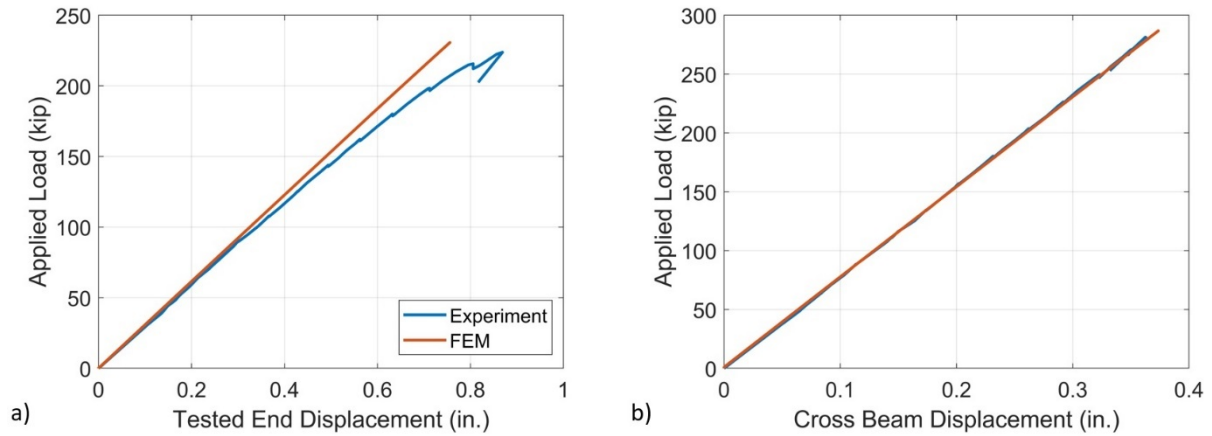 250
200
150
100
50
0
Applied Load (kip)
Experiment
FEM
0 0.2 0.4 0.6 0.8 1
a) Tested End Displacement (in.)
300
250
200
150
100
50
0
Applied Load (kip)
0 0.1 0.2 0.3 0.4
b) Cross Beam Displacement (in.)